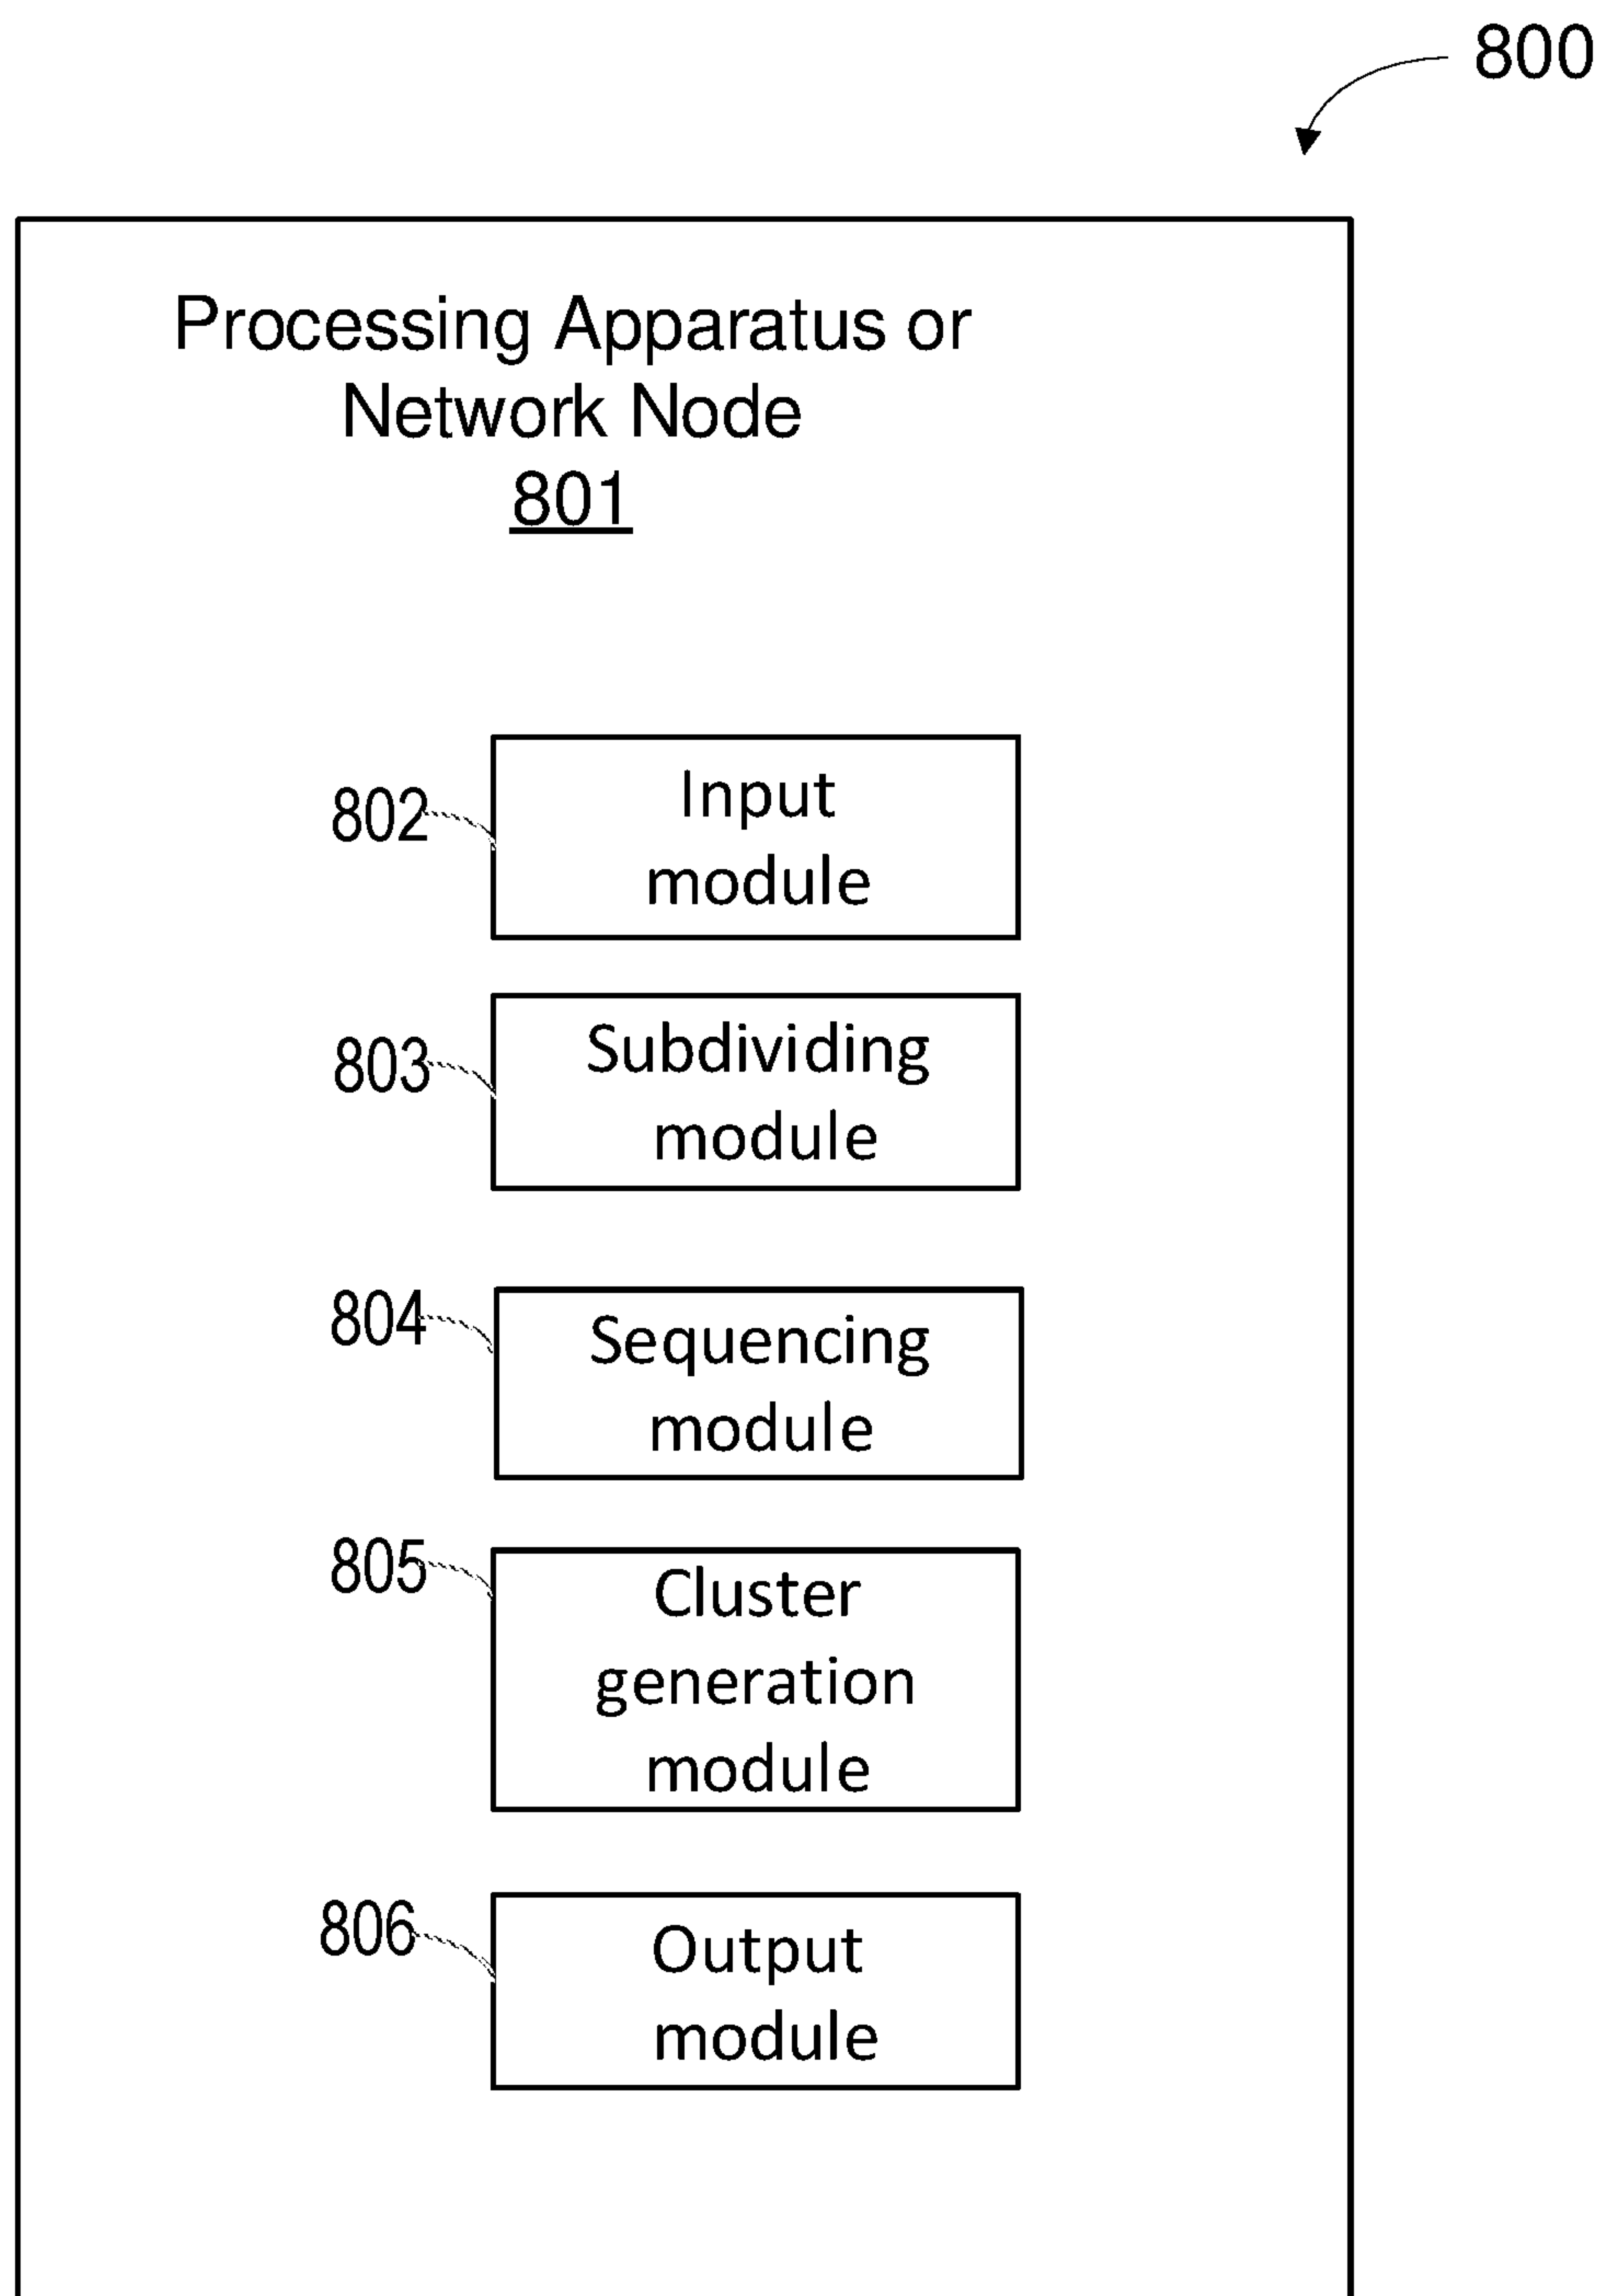 800
Processing Apparatus or
Network Node
801
802
Input
module
803
Subdividing
module
804
Sequencing
module
805
Cluster
generation
module
806
Output
module